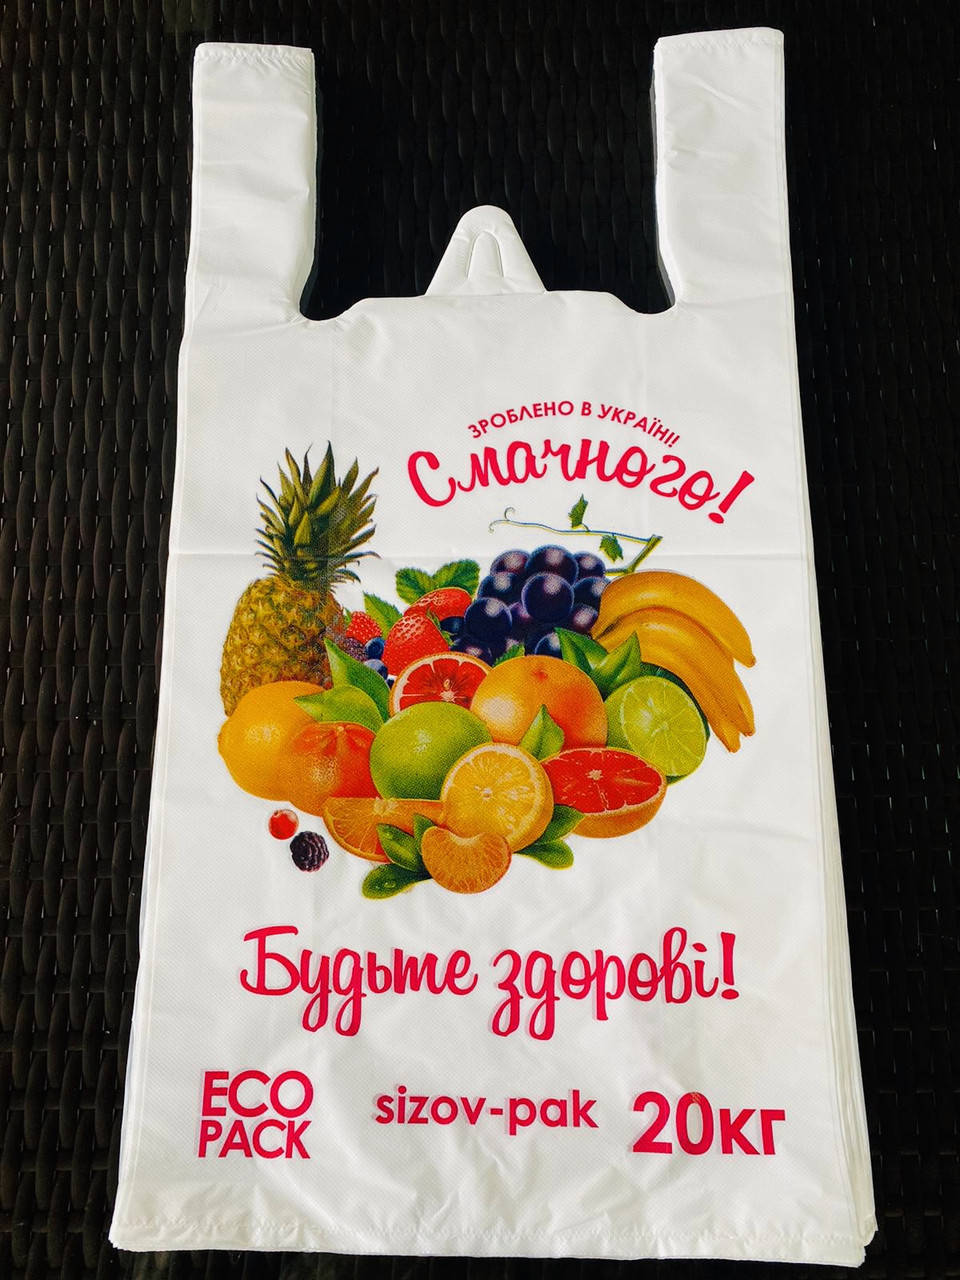 ЗРОБЛЕНО В УКРАЇНІ!
Смачного!
Будьте здорові!
ECO
PACK
sizov-pak
20кг